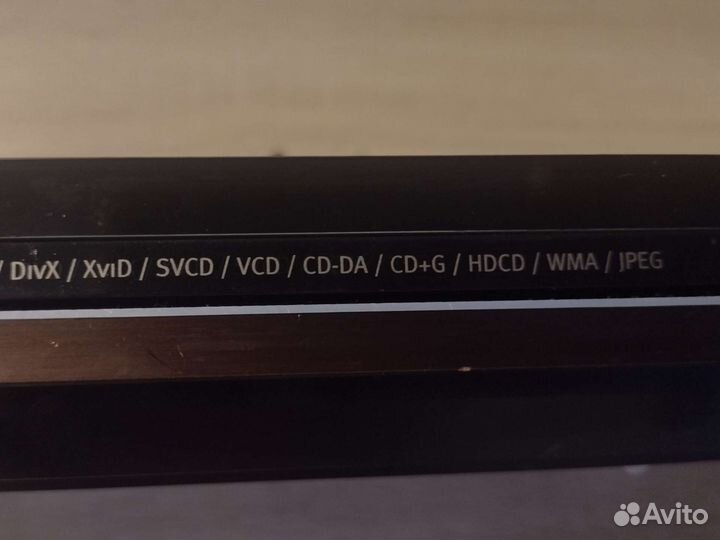 / DivX / XviD / SVCD / VCD / CD-DA / CD+G / HDCD / WMA / JPEG
Avito